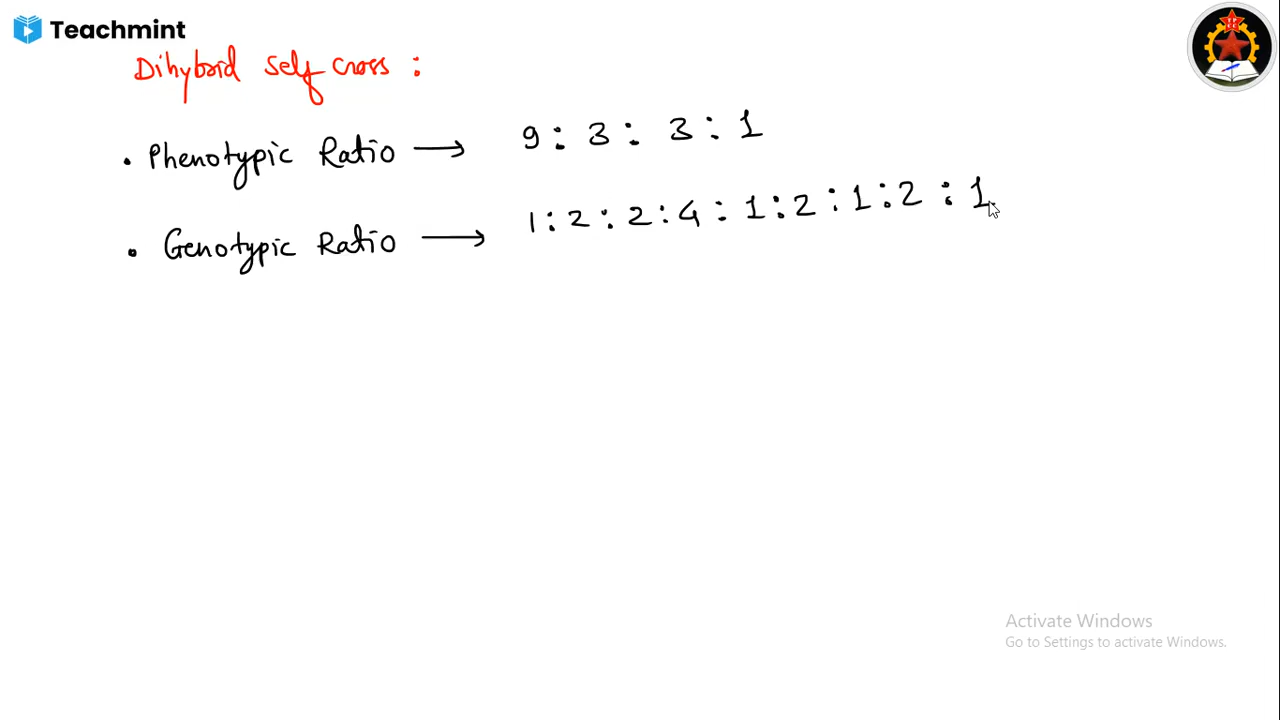 Teachmint
Dihybrid self cross :
• Phenotypic Ratio → 9 : 3 : 3 : 1
• Genotypic Ratio → 1 : 2 : 2 : 4 : 1 : 2 : 1 : 2 : 1
Activate Windows
Go to Settings to activate Windows.